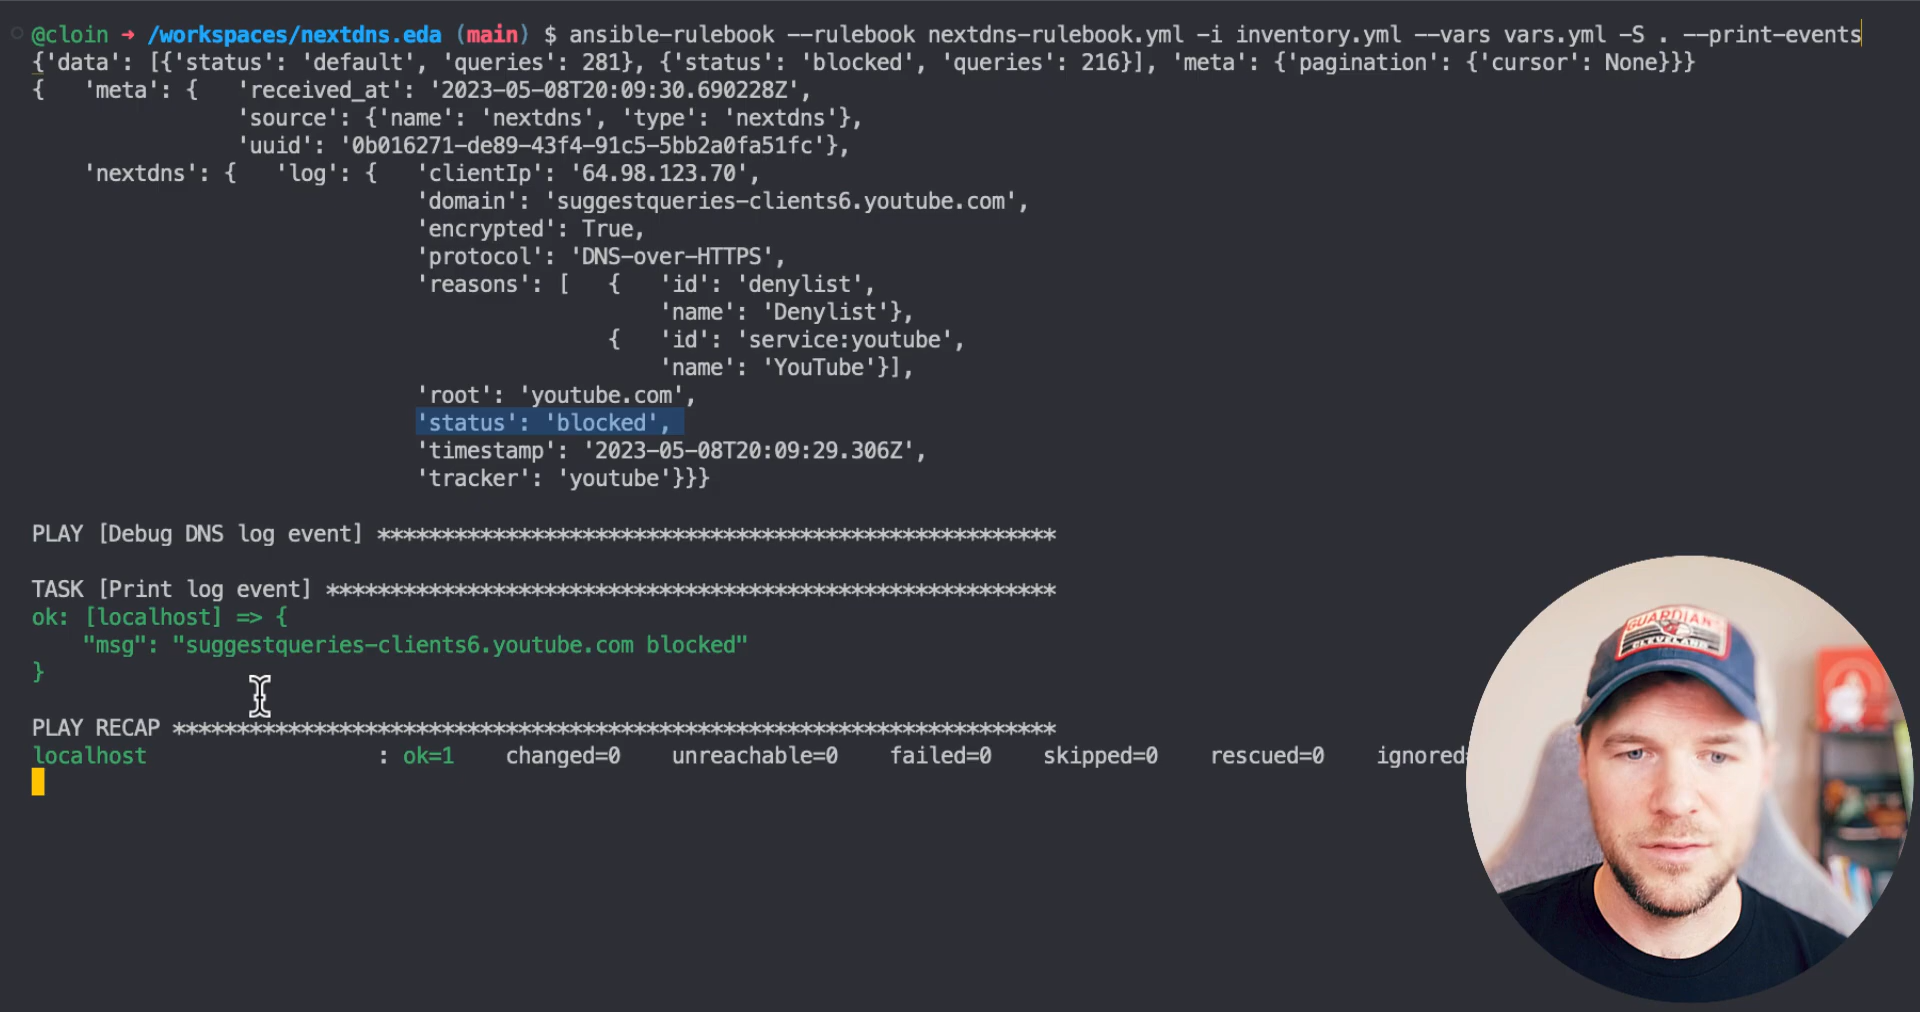 @cloin → /workspaces/nextdns.eda (main) $ ansible-rulebook --rulebook nextdns-rulebook.yml -i inventory.yml --vars vars.yml -S . --print-events
{'data': [{'status': 'default', 'queries': 281}, {'status': 'blocked', 'queries': 216}], 'meta': {'pagination': {'cursor': None}}}
{   'meta': {   'received_at': '2023-05-08T20:09:30.690228Z',
                'source': {'name': 'nextdns', 'type': 'nextdns'},
                'uuid': '0b016271-de89-43f4-91c5-5bb2a0fa51fc'},
    'nextdns': {   'log': {   'clientIp': '64.98.123.70',
                              'domain': 'suggestqueries-clients6.youtube.com',
                              'encrypted': True,
                              'protocol': 'DNS-over-HTTPS',
                              'reasons': [   {   'id': 'denylist',
                                                 'name': 'Denylist'},
                                             {   'id': 'service:youtube',
                                                 'name': 'YouTube'}],
                              'root': 'youtube.com',
                              'status': 'blocked',
                              'timestamp': '2023-05-08T20:09:29.306Z',
                              'tracker': 'youtube'}}}
PLAY [Debug DNS log event] *****************************************************
TASK [Print log event] *********************************************************
ok: [localhost] => {
    "msg": "suggestqueries-clients6.youtube.com blocked"
}
PLAY RECAP *********************************************************************
localhost                  : ok=1    changed=0    unreachable=0    failed=0    skipped=0    rescued=0    ignored=
GUARDIANS
CLEVELAND